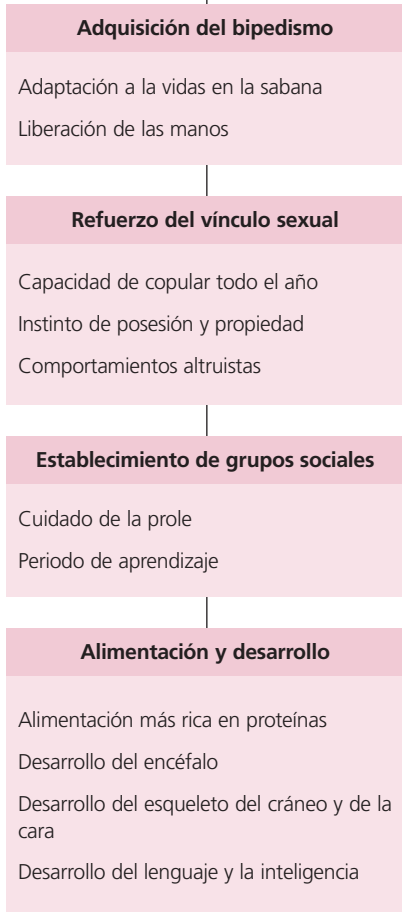 Adquisición del bipedismo
Adaptación a la vidas en la sabana
Liberación de las manos
Refuerzo del vínculo sexual
Capacidad de copular todo el año
Instinto de posesión y propiedad
Comportamientos altruistas
Establecimiento de grupos sociales
Cuidado de la prole
Periodo de aprendizaje
Alimentación y desarrollo
Alimentación más rica en proteínas
Desarrollo del encéfalo
Desarrollo del esqueleto del cráneo y de la
cara
Desarrollo del lenguaje y la inteligencia